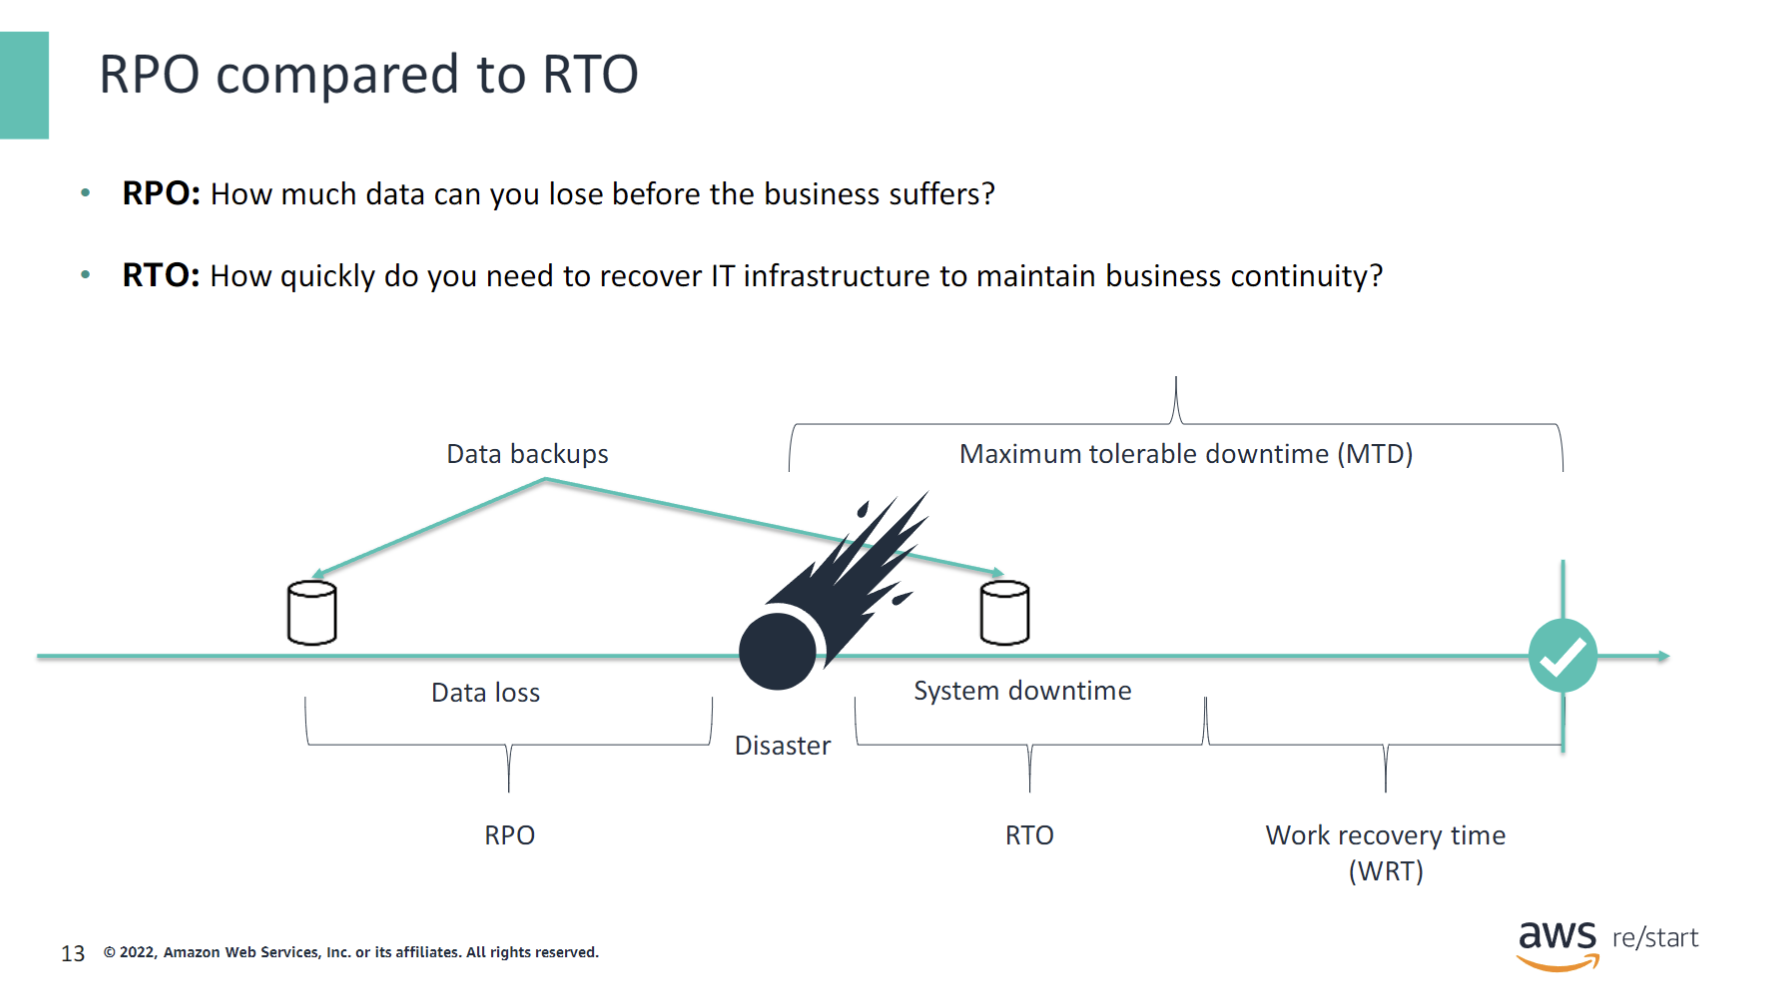 RPO compared to RTO
• RPO: How much data can you lose before the business suffers?
• RTO: How quickly do you need to recover IT infrastructure to maintain business continuity?
Data backups
Maximum tolerable downtime (MTD)
Data loss
System downtime
Disaster
RPO
RTO
Work recovery time
(WRT)
13
© 2022, Amazon Web Services, Inc. or its affiliates. All rights reserved.
aws re/start